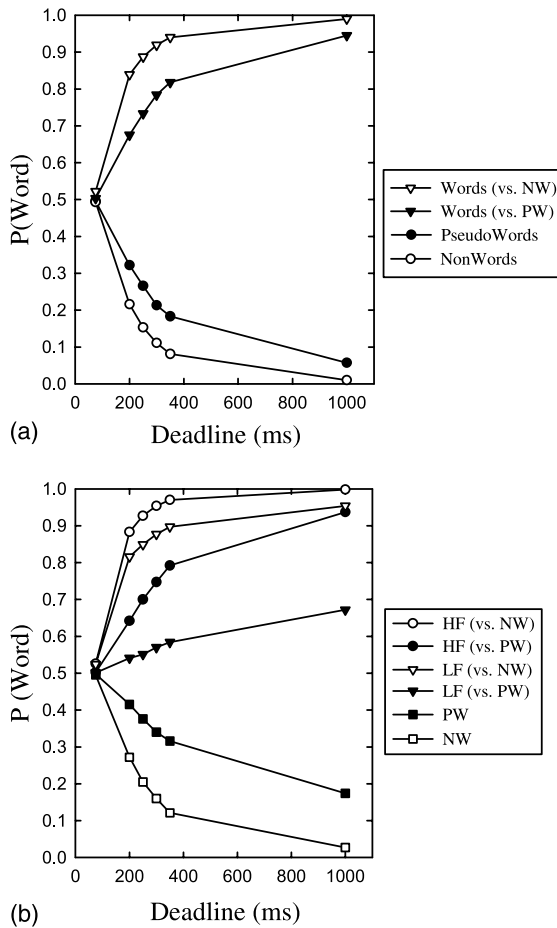 1.0
0.9
0.8
0.7
0.6
0.5
0.4
0.3
0.2
0.1
0.0
P(Word)
0 200 400 600 800 1000
Deadline (ms)
(a)
Words (vs. NW)
Words (vs. PW)
PseudoWords
NonWords
1.0
0.9
0.8
0.7
0.6
0.5
0.4
0.3
0.2
0.1
0.0
P (Word)
0 200 400 600 800 1000
Deadline (ms)
(b)
HF (vs. NW)
HF (vs. PW)
LF (vs. NW)
LF (vs. PW)
PW
NW